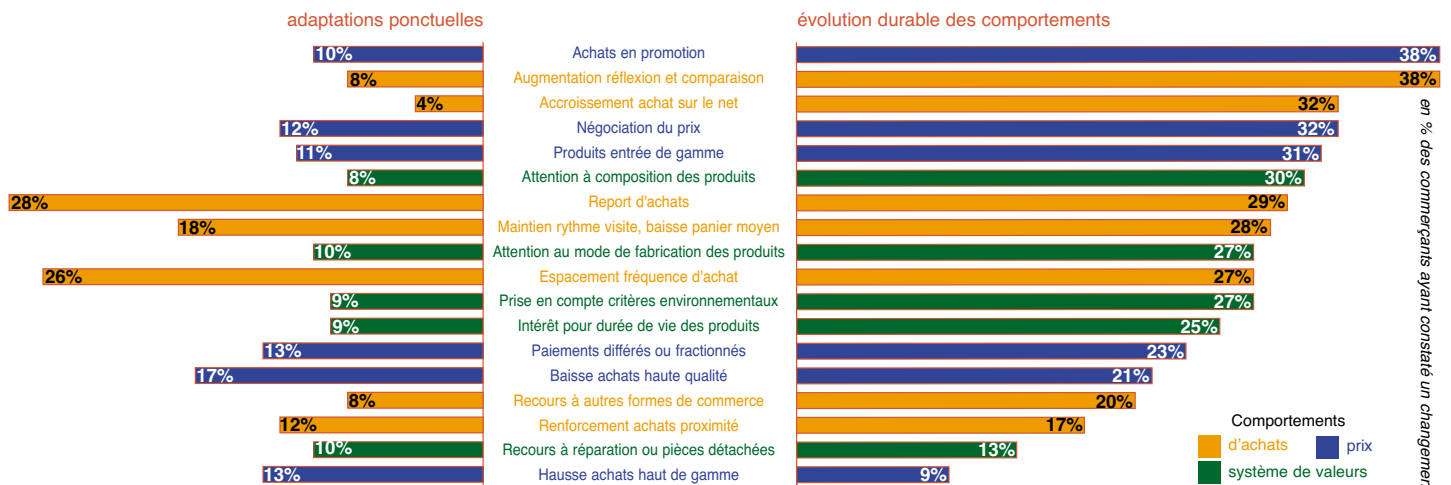 adaptations ponctuelles évolution durable des comportements
10% Achats en promotion 38%
8% Augmentation réflexion et comparaison 38%
4% Accroissement achat sur le net 32%
12% Négociation du prix 32%
11% Produits entrée de gamme 31%
8% Attention à composition des produits 30%
28% Report d'achats 29%
18% Maintien rythme visite, baisse panier moyen 28%
10% Attention au mode de fabrication des produits 27%
26% Espacement fréquence d'achat 27%
9% Prise en compte critères environnementaux 27%
9% Intérêt pour durée de vie des produits 25%
13% Paiements différés ou fractionnés 23%
17% Baisse achats haute qualité 21%
8% Recours à autres formes de commerce 20%
12% Renforcement achats proximité 17%
10% Recours à réparation ou pièces détachées 13%
13% Hausse achats haut de gamme 9%
en % des commerçants ayant constaté un changement
Comportements
d'achats prix
système de valeurs